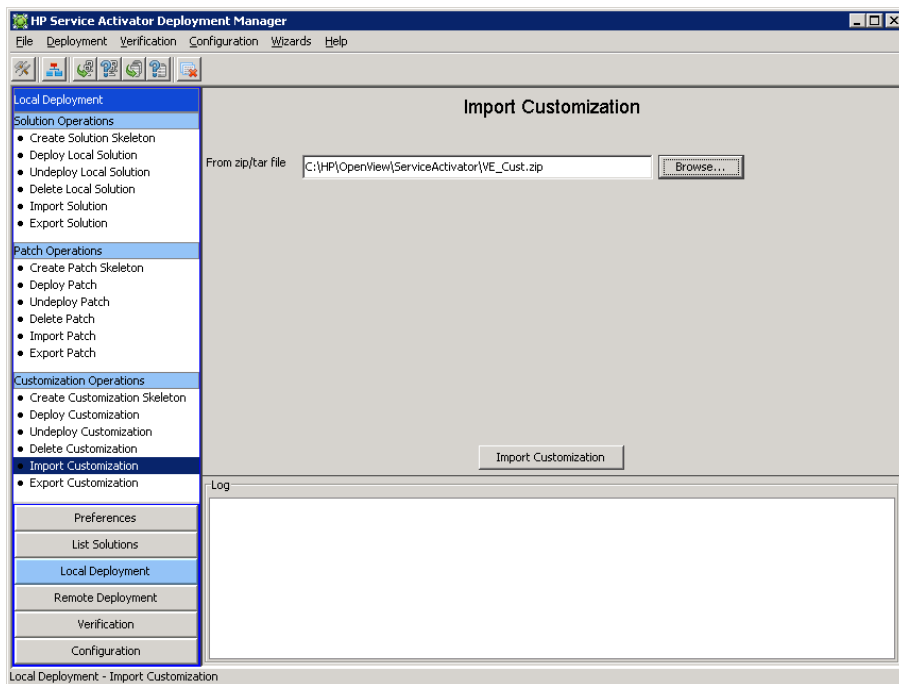 HP Service Activator Deployment Manager
File Deployment Verification Configuration Wizards Help
Local Deployment
Solution Operations
Create Solution Skeleton
Deploy Local Solution
Undeploy Local Solution
Delete Local Solution
Import Solution
Export Solution
Patch Operations
Create Patch Skeleton
Deploy Patch
Undeploy Patch
Delete Patch
Import Patch
Export Patch
Customization Operations
Create Customization Skeleton
Deploy Customization
Undeploy Customization
Delete Customization
Import Customization
Export Customization
Preferences
List Solutions
Local Deployment
Remote Deployment
Verification
Configuration
Import Customization
From zip/tar file C:\HP\OpenView\ServiceActivator\VE_Cust.zip Browse...
Import Customization
Log
Local Deployment - Import Customization